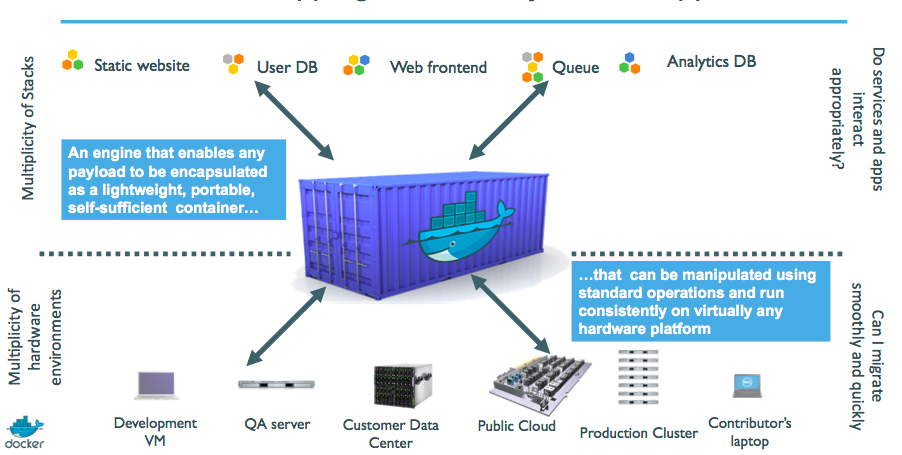 Static website
User DB
Web frontend
Queue
Analytics DB
Multiplicity of Stacks
Do services and apps
interact
appropriately?
An engine that enables any
payload to be encapsulated
as a lightweight, portable,
self-sufficient container…
…that can be manipulated using
standard operations and run
consistently on virtually any
hardware platform
Multiplicity of
hardware
environments
Can I migrate
smoothly and quickly
Development
VM
QA server
Customer Data
Center
Public Cloud
Production Cluster
Contributor's
laptop
docker